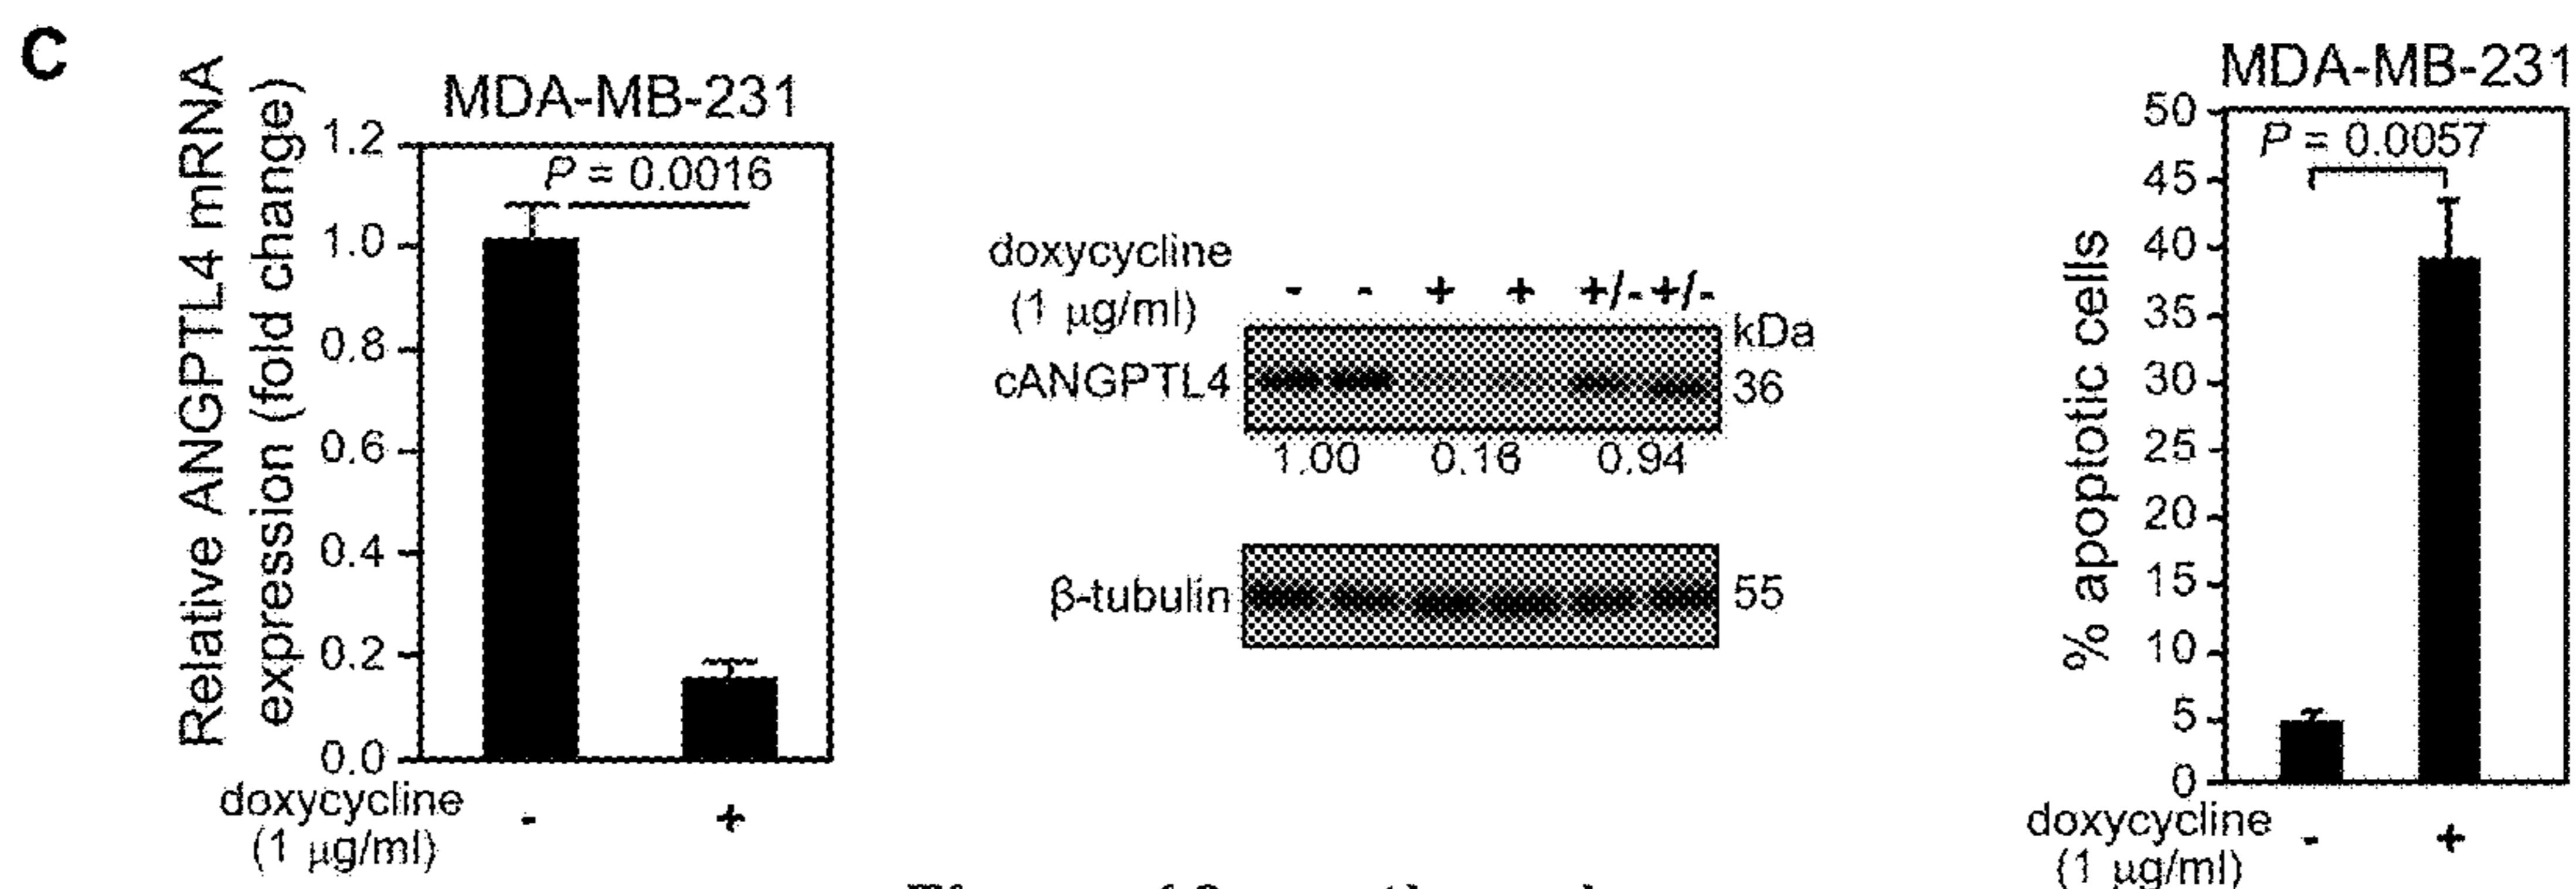 C
MDA-MB-231
Relative ANGPTL4 mRNA
expression (fold change)
1.2
1.0
0.8
0.6
0.4
0.2
0.0
P = 0.0016
doxycycline
(1 μg/ml)
- +
doxycycline
(1 μg/ml)
- - + + +/- +/-
kDa
cANGPTL4 36
1.00 0.16 0.94
β-tubulin 55
MDA-MB-231
% apoptotic cells
50
45
40
35
30
25
20
15
10
5
0
P = 0.0057
doxycycline
(1 μg/ml)
- +